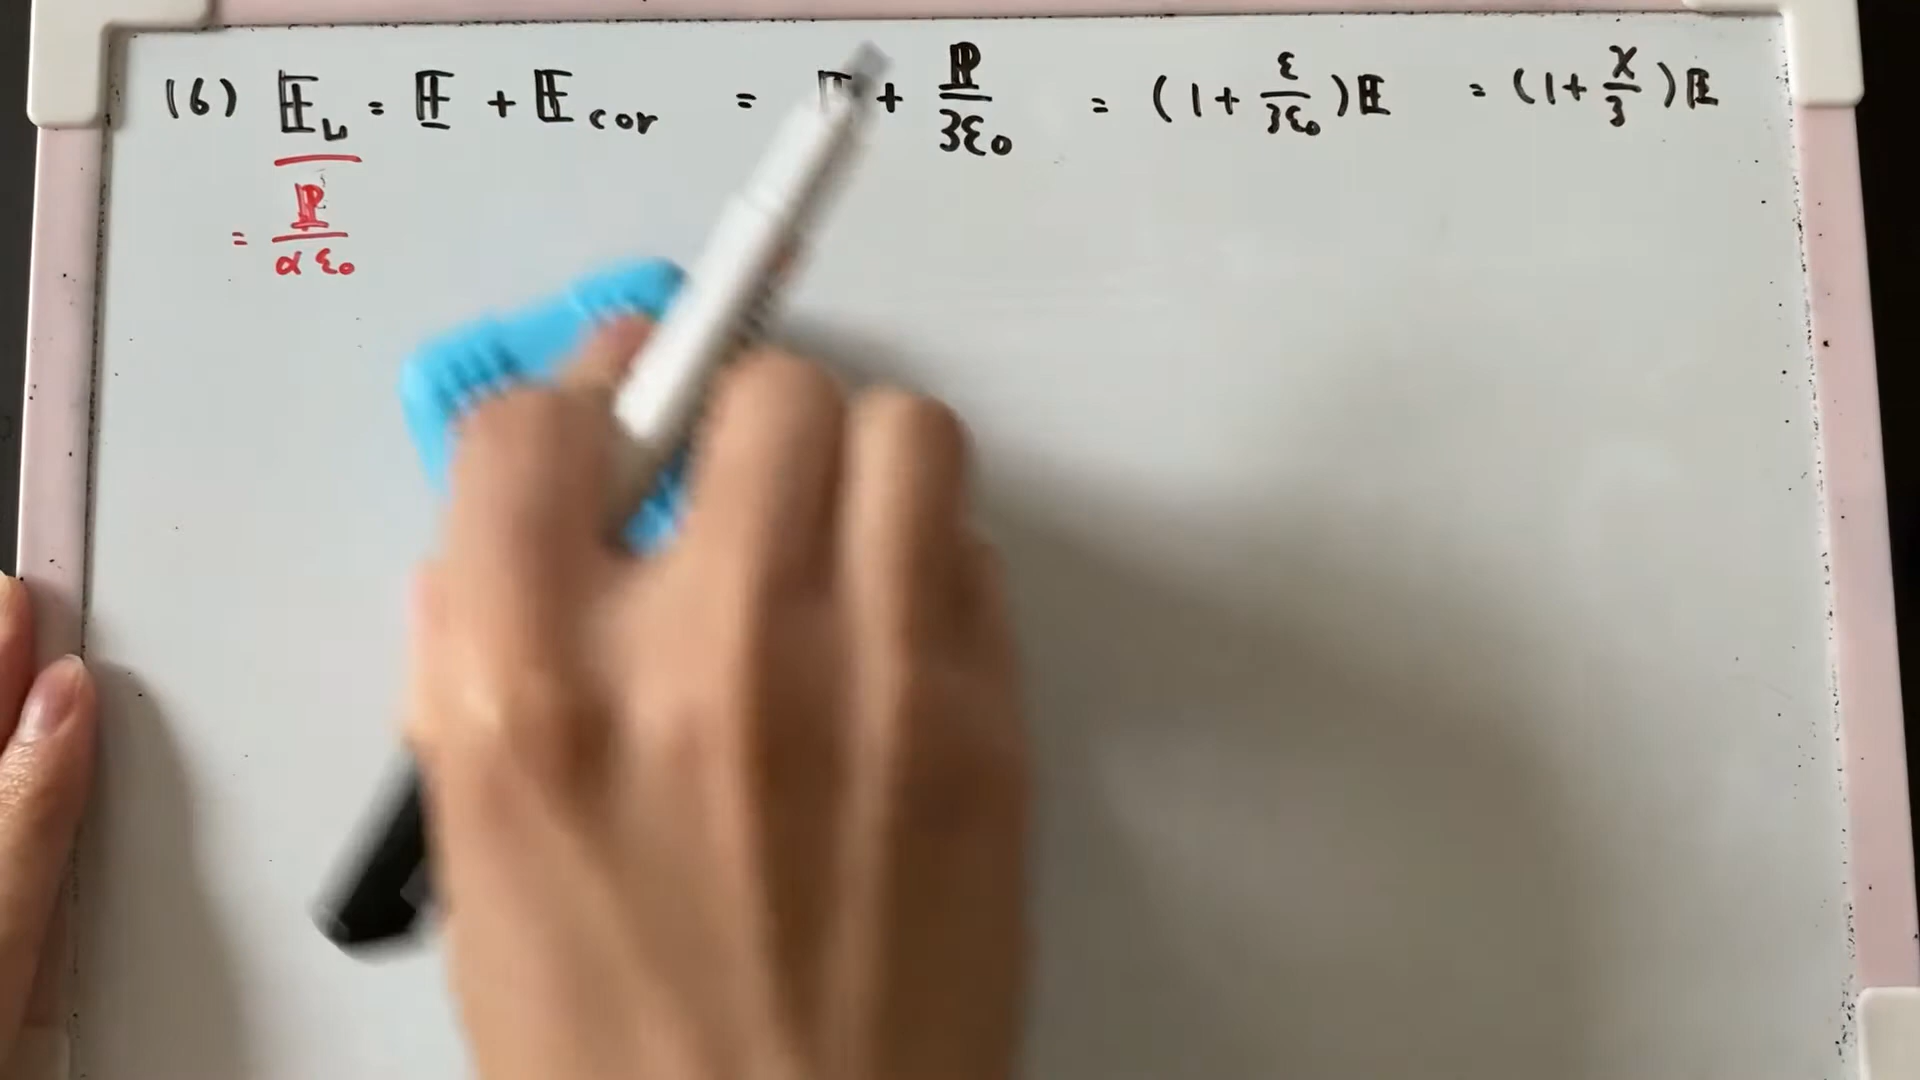 (6) E_L = E + E_cor = E + P/3ε₀ = (1 + ε/3ε₀)E = (1 + χ/3)E
= P/αε₀